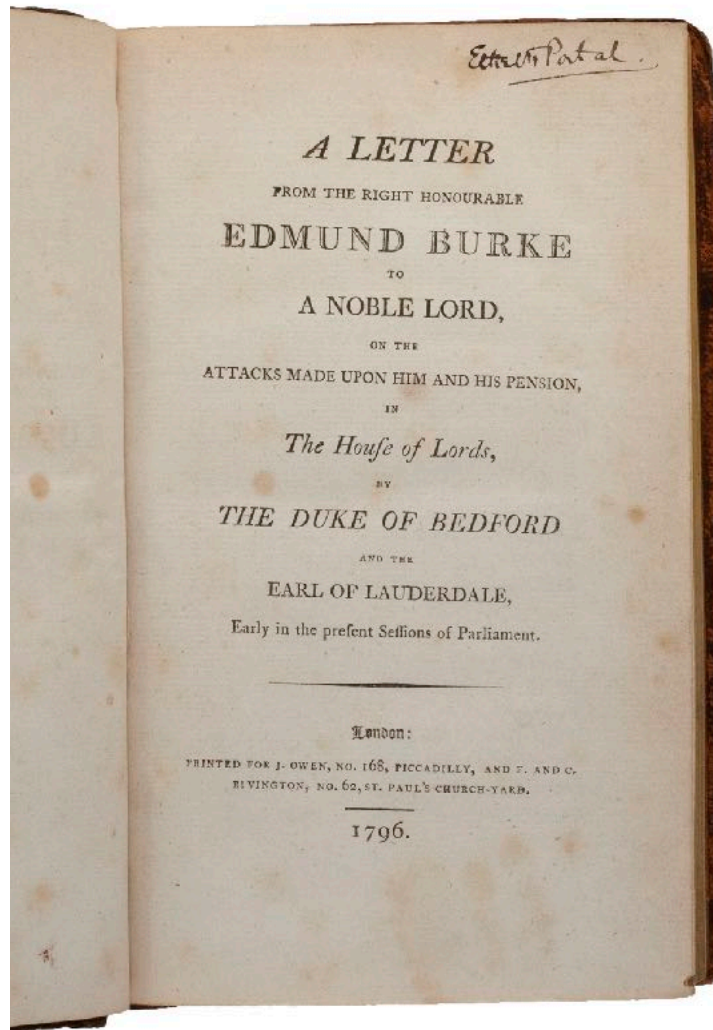 Portal.
A LETTER
FROM THE RIGHT HONOURABLE
EDMUND BURKE
TO
A NOBLE LORD,
ON THE
ATTACKS MADE UPON HIM AND HIS PENSION,
IN
The Houſe of Lords,
BY
THE DUKE OF BEDFORD
AND THE
EARL OF LAUDERDALE,
Early in the preſent Seſſions of Parliament.
London:
PRINTED FOR J. OWEN, NO. 168, PICCADILLY, AND F. AND C.
RIVINGTON, NO. 62, ST. PAUL'S CHURCH-YARD.
1796.